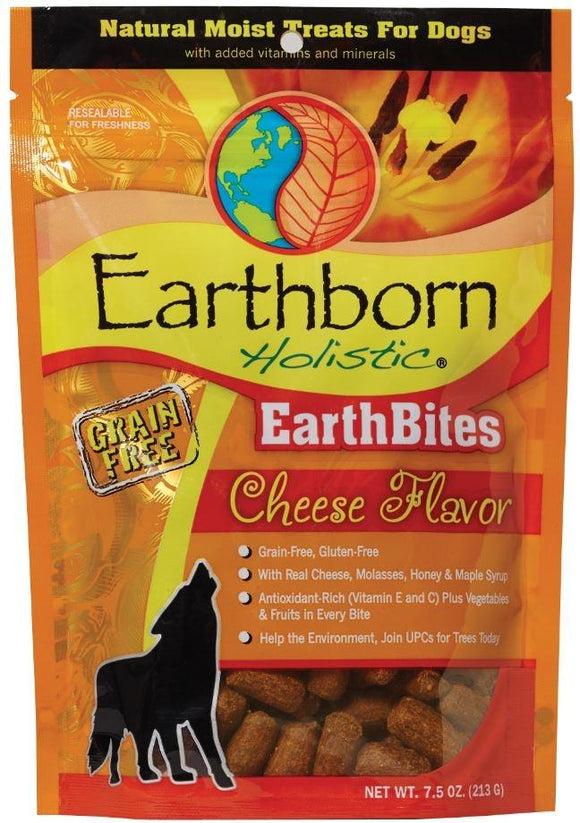 Natural Moist Treats For Dogs
with added vitamins and minerals
RESEALABLE
FOR FRESHNESS
Earthborn
Holistic®
GRAIN
FREE
EarthBites
Cheese Flavor
Grain-Free, Gluten-Free
With Real Cheese, Molasses, Honey & Maple Syrup
Antioxidant-Rich (Vitamin E and C) Plus Vegetables
& Fruits in Every Bite
Help the Environment, Join UPCs for Trees Today
NET WT. 7.5 OZ. (213 G)